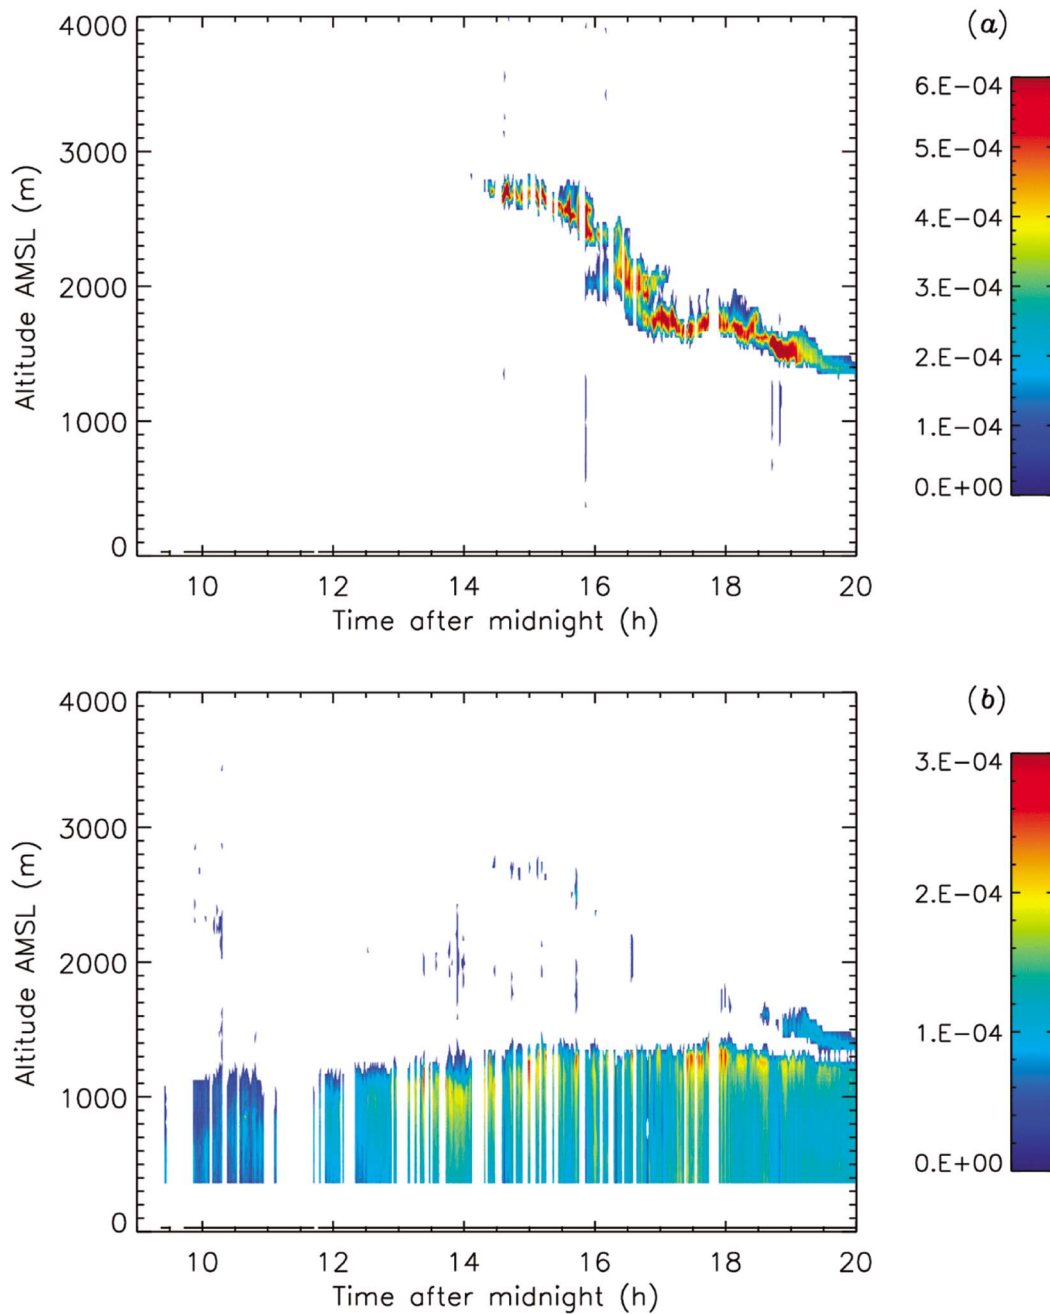 (a)
4000
3000
2000
1000
0
Altitude AMSL (m)
10 12 14 16 18 20
Time after midnight (h)
6.E-04
5.E-04
4.E-04
3.E-04
2.E-04
1.E-04
0.E+00
(b)
4000
3000
2000
1000
0
Altitude AMSL (m)
10 12 14 16 18 20
Time after midnight (h)
3.E-04
2.E-04
1.E-04
0.E+00